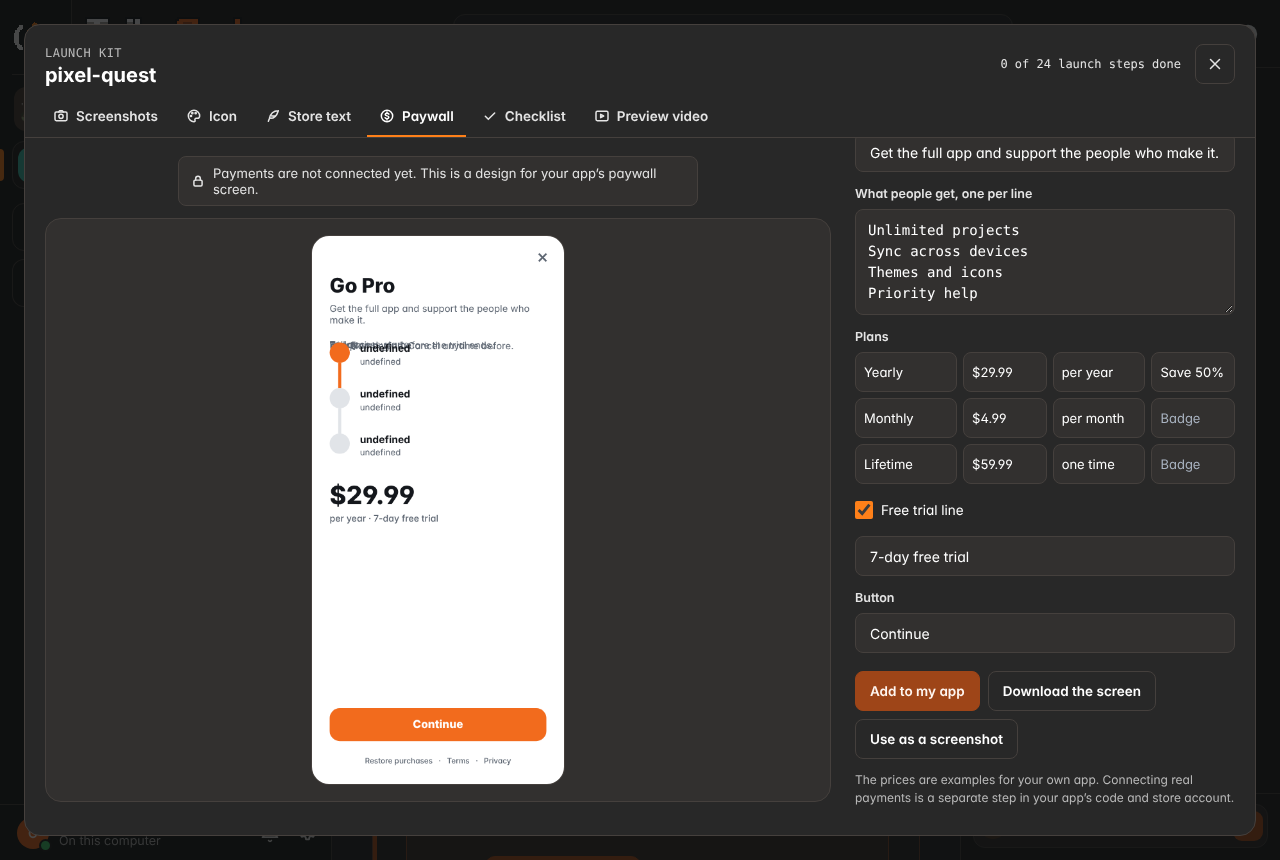 LAUNCH KIT
pixel-quest
0 of 24 launch steps done
Screenshots
Icon
Store text
Paywall
Checklist
Preview video
Payments are not connected yet. This is a design for your app's paywall
screen.
Go Pro
Get the full app and support the people who
make it.
undefined
undefined
undefined
undefined
undefined
undefined
$29.99
per year · 7-day free trial
Continue
Restore purchases · Terms · Privacy
Get the full app and support the people who make it.
What people get, one per line
Unlimited projects
Sync across devices
Themes and icons
Priority help
Plans
Yearly $29.99 per year Save 50%
Monthly $4.99 per month Badge
Lifetime $59.99 one time Badge
Free trial line
7-day free trial
Button
Continue
Add to my app
Download the screen
Use as a screenshot
The prices are examples for your own app. Connecting real
payments is a separate step in your app's code and store account.
On this computer